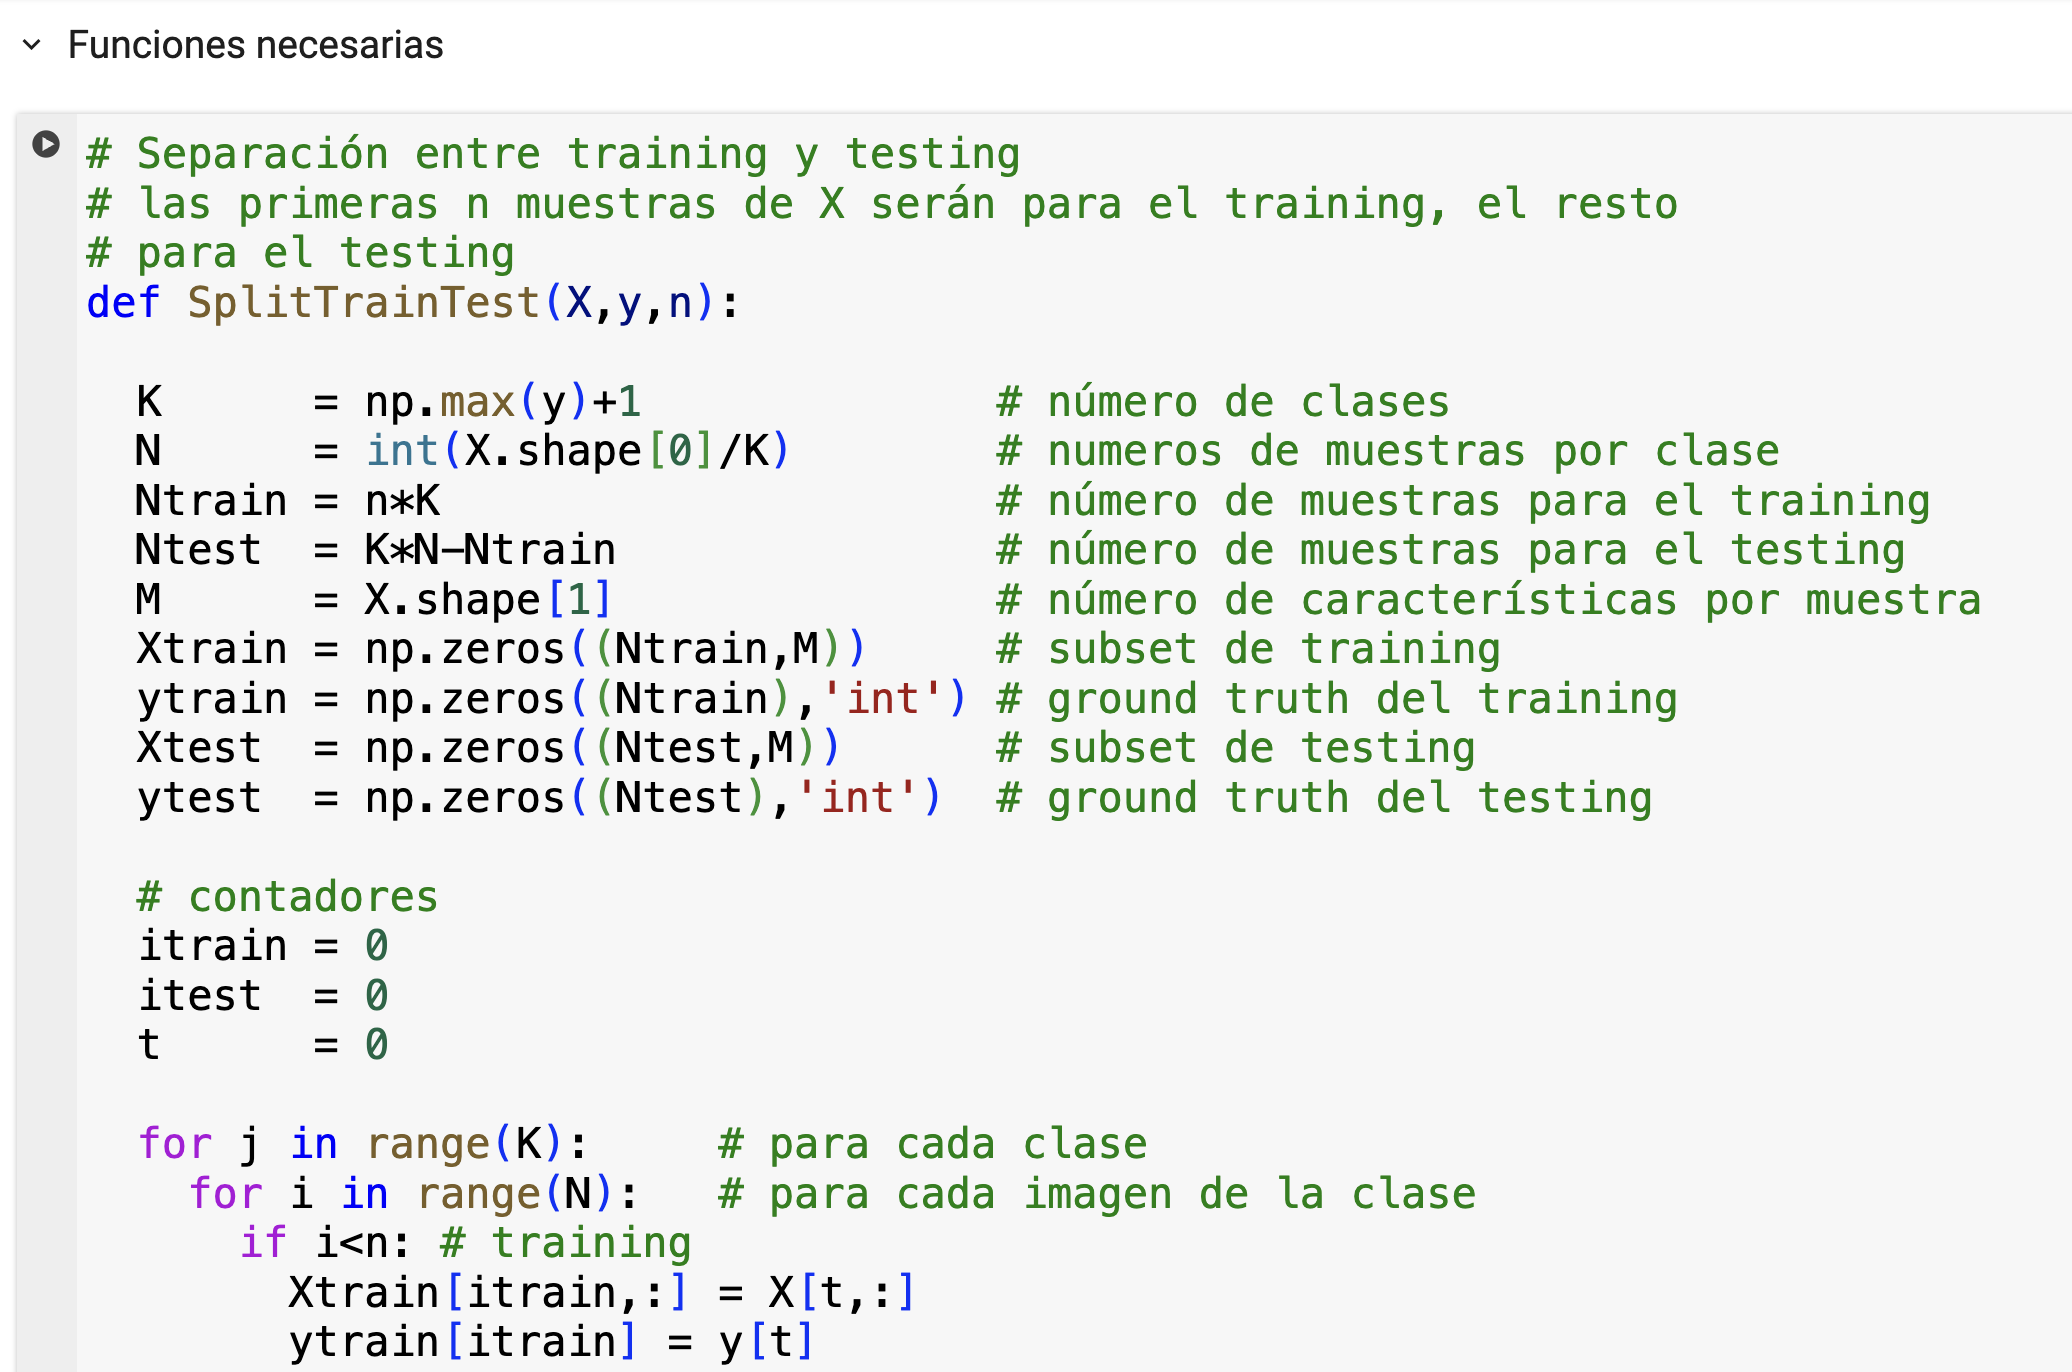 Funciones necesarias
# Separación entre training y testing
# las primeras n muestras de X serán para el training, el resto
# para el testing
def SplitTrainTest(X,y,n):
K      = np.max(y)+1              # número de clases
N      = int(X.shape[0]/K)        # numeros de muestras por clase
Ntrain = n*K                      # número de muestras para el training
Ntest  = K*N-Ntrain               # número de muestras para el testing
M      = X.shape[1]               # número de características por muestra
Xtrain = np.zeros((Ntrain,M))     # subset de training
ytrain = np.zeros((Ntrain),'int') # ground truth del training
Xtest  = np.zeros((Ntest,M))      # subset de testing
ytest  = np.zeros((Ntest),'int')  # ground truth del testing
# contadores
itrain = 0
itest  = 0
t      = 0
for j in range(K):     # para cada clase
for i in range(N):   # para cada imagen de la clase
if i<n: # training
Xtrain[itrain,:] = X[t,:]
ytrain[itrain] = y[t]